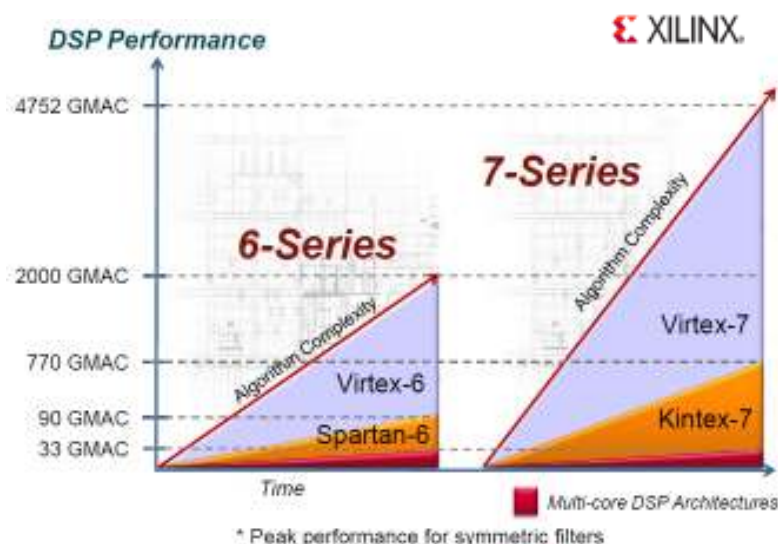 DSP Performance
XILINX.
4752 GMAC
7-Series
6-Series
Algorithm Complexity
Algorithm Complexity
2000 GMAC
Virtex-7
770 GMAC
Virtex-6
90 GMAC
Kintex-7
Spartan-6
33 GMAC
Time
Multi-core DSP Architectures
* Peak performance for symmetric filters